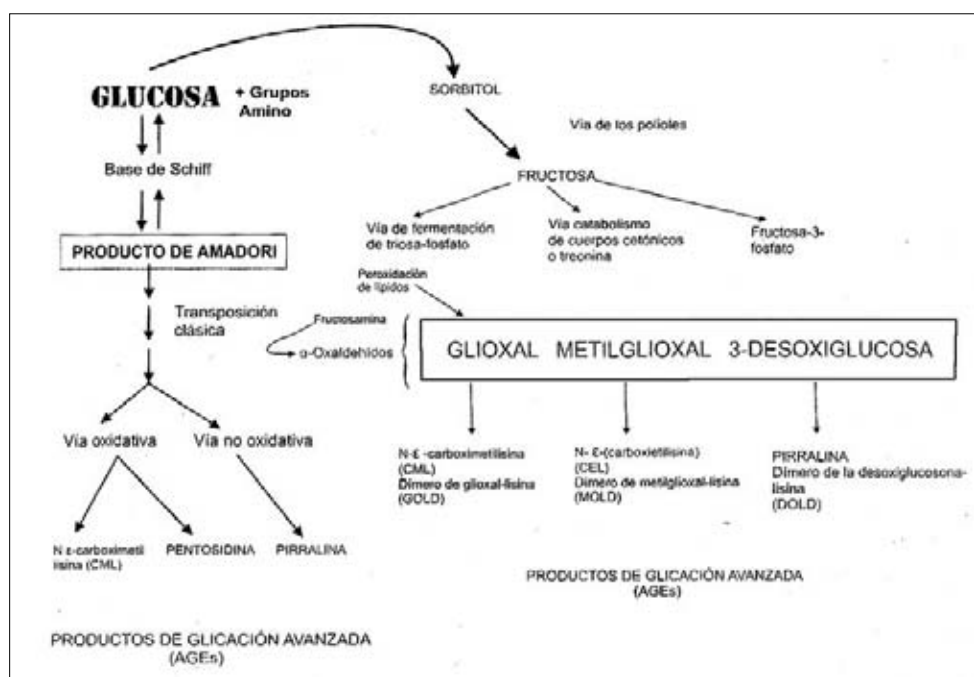 GLUCOSA + Grupos
Amino
Base de Schiff
PRODUCTO DE AMADORI
Transposición
clásica
Vía oxidativa
Vía no oxidativa
N ε-carboximetil
lisina (CML)
PENTOSIDINA
PIRRALINA
PRODUCTOS DE GLICACIÓN AVANZADA
(AGEs)
SORBITOL
Vía de los polioles
FRUCTOSA
Vía de fermentación
de triosa-fosfato
Vía catabolismo
de cuerpos cetónicos
o treonina
Fructosa-3-
fosfato
Peroxidación
de lípidos
Fructosamina
α-Oxaldehidos
GLIOXAL METILGLIOXAL 3-DESOXIGLUCOSA
N-ε -carboximetilisina
(CML)
Dímero de glioxal-lisina
(GOLD)
N- ε-(carboxietilisina)
(CEL)
Dímero de metilglioxal-lisina
(MOLD)
PIRRALINA
Dímero de la desoxiglucosona-
lisina
(DOLD)
PRODUCTOS DE GLICACIÓN AVANZADA
(AGEs)